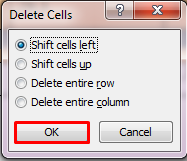 Delete Cells
Shift cells left
Shift cells up
Delete entire row
Delete entire column
OK
Cancel